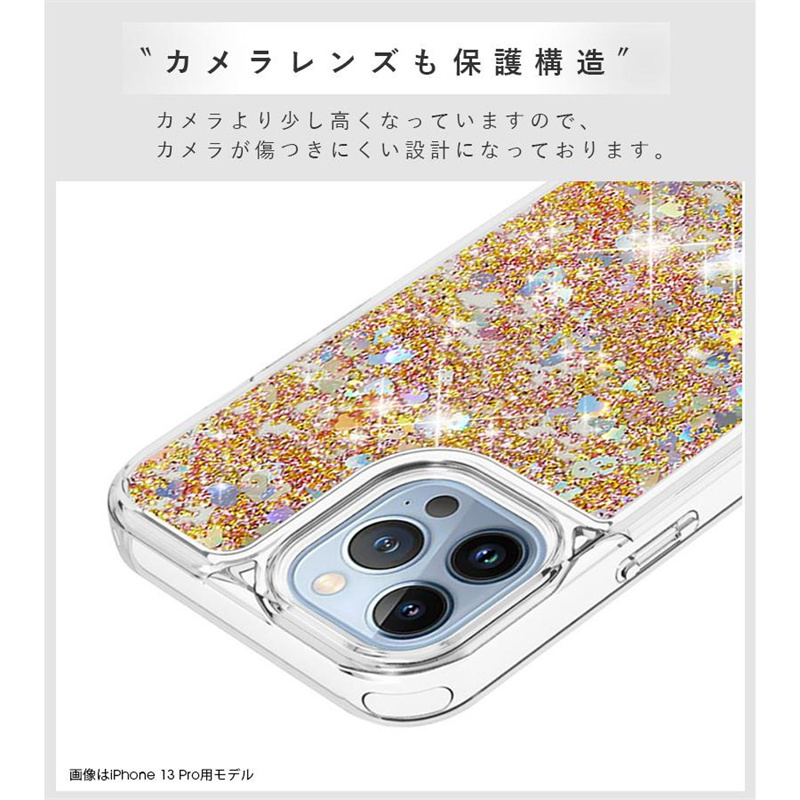 〝カメラレンズも保護構造〞
カメラより少し高くなっていますので、
カメラが傷つきにくい設計になっております。
画像はiPhone 13 Pro用モデル